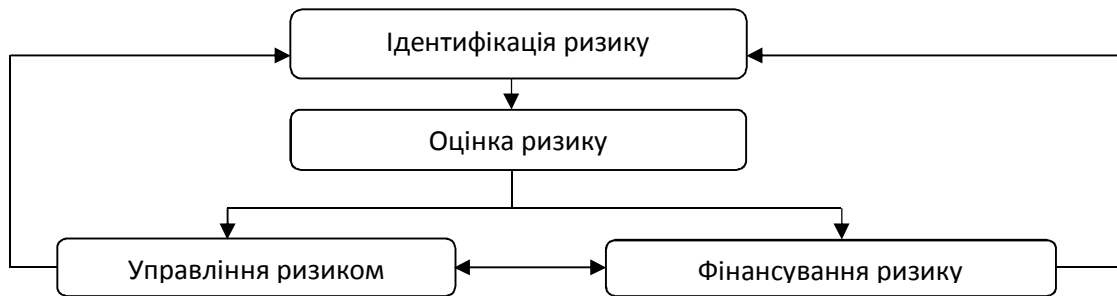 Ідентифікація ризику
Оцінка ризику
Управління ризиком
Фінансування ризику